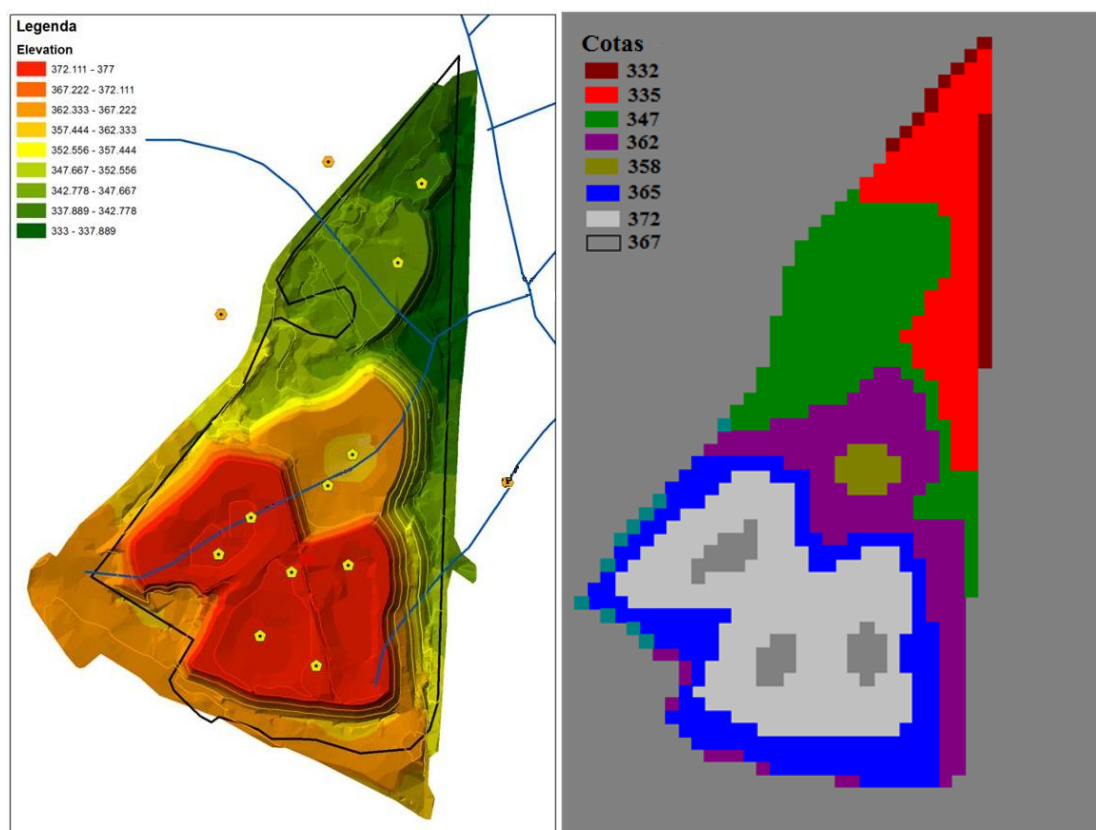 Legenda
Elevation
372.111 - 377
367.222 - 372.111
362.333 - 367.222
357.444 - 362.333
352.556 - 357.444
347.667 - 352.556
342.778 - 347.667
337.889 - 342.778
333 - 337.889
Cotas
332
335
347
362
358
365
372
367